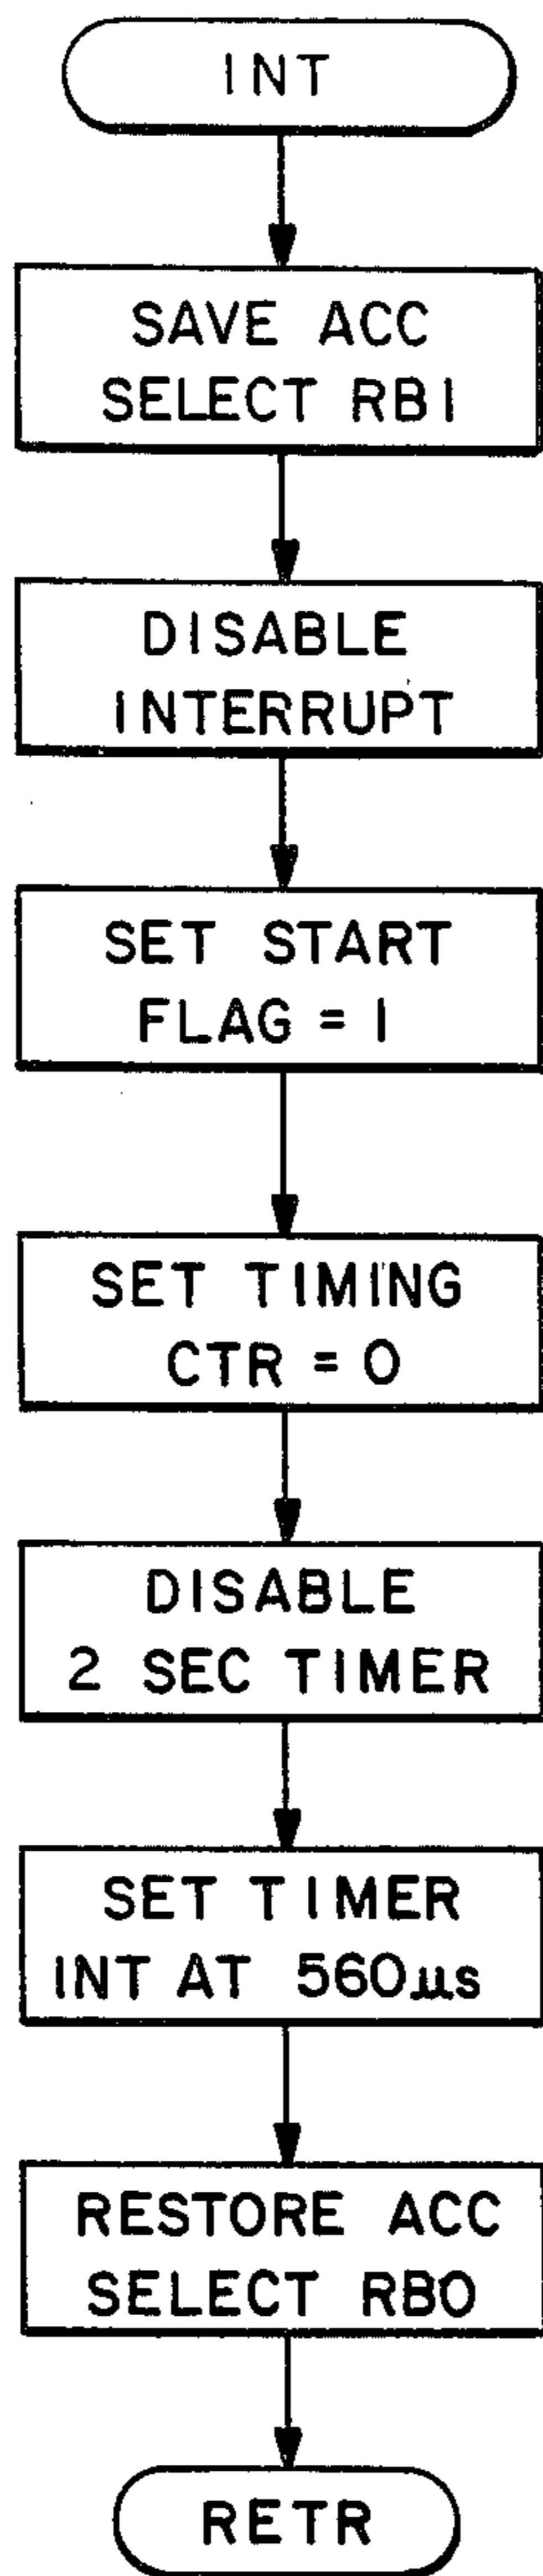 INT
SAVE ACC
SELECT RB1
DISABLE
INTERRUPT
SET START
FLAG = 1
SET TIMING
CTR = 0
DISABLE
2 SEC TIMER
SET TIMER
INT AT 560µs
RESTORE ACC
SELECT RB0
RETR